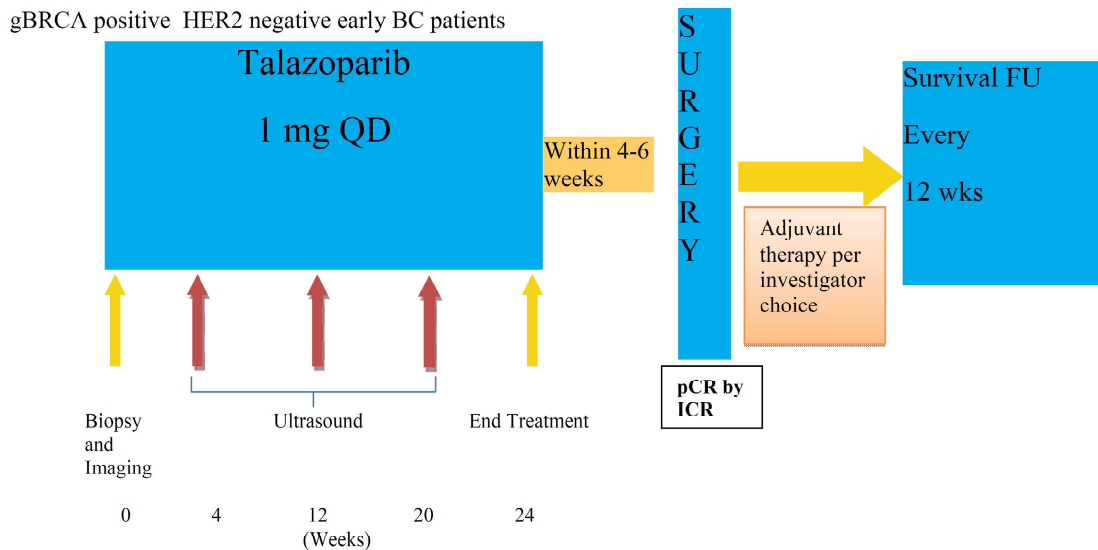 gBRCA positive  HER2 negative early BC patients
Talazoparib
1 mg QD
Within 4-6
weeks
S
U
R
G
E
R
Y
Survival FU
Every
12 wks
Adjuvant
therapy per
investigator
choice
pCR by
ICR
Biopsy
and
Imaging
Ultrasound
End Treatment
0 4 12 20 24
(Weeks)